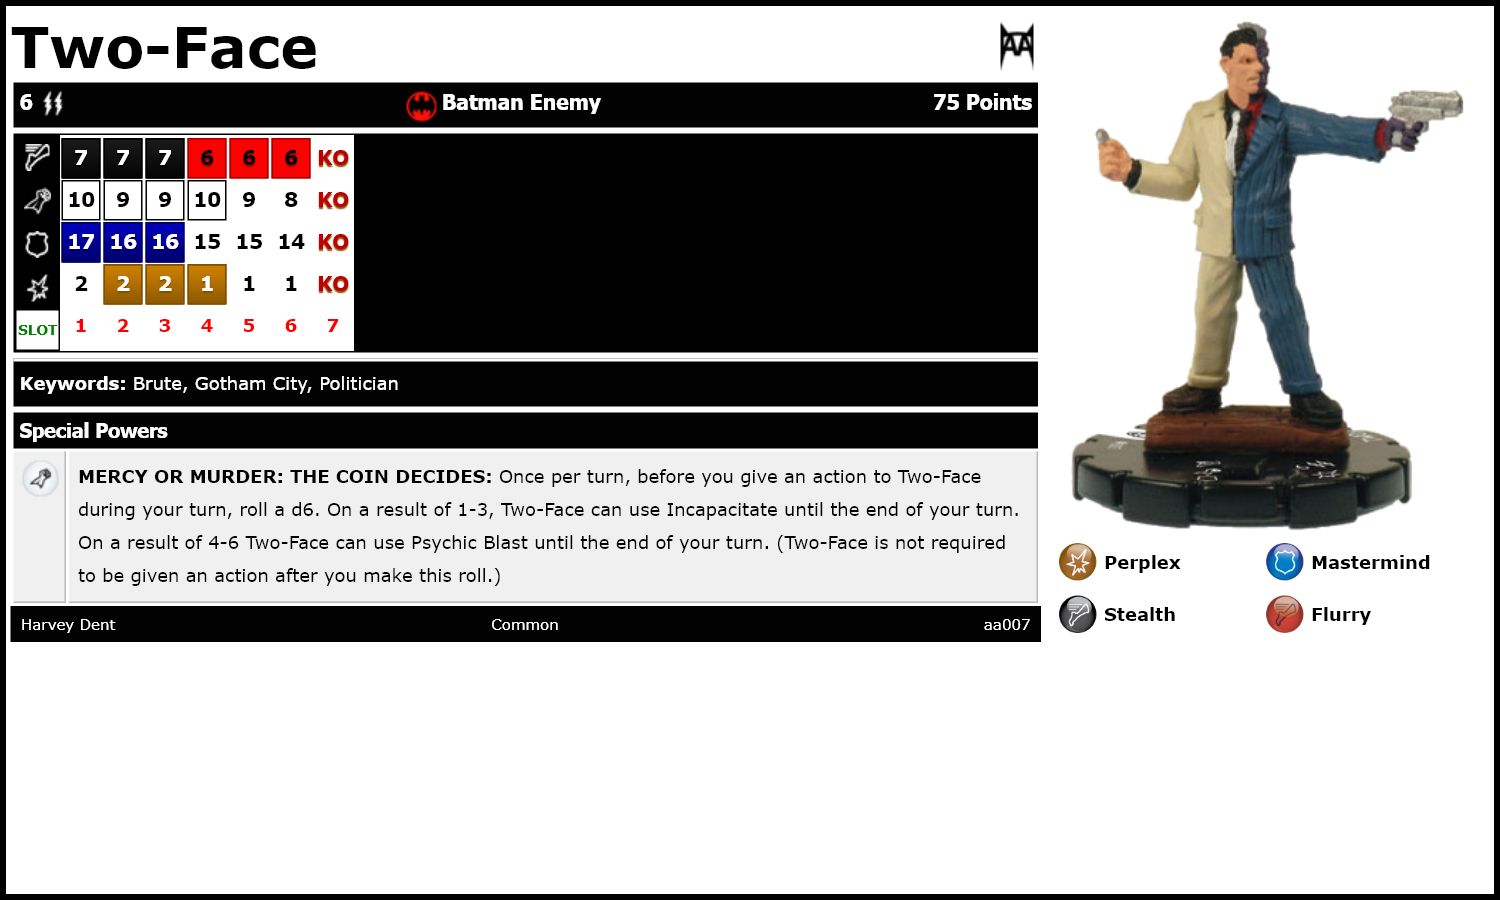 Two-Face
6 Batman Enemy 75 Points
7 7 7 6 6 6 KO
10 9 9 10 9 8 KO
17 16 16 15 15 14 KO
2 2 2 1 1 1 KO
SLOT 1 2 3 4 5 6 7
Keywords: Brute, Gotham City, Politician
Special Powers
MERCY OR MURDER: THE COIN DECIDES: Once per turn, before you give an action to Two-Face
during your turn, roll a d6. On a result of 1-3, Two-Face can use Incapacitate until the end of your turn.
On a result of 4-6 Two-Face can use Psychic Blast until the end of your turn. (Two-Face is not required
to be given an action after you make this roll.)
Harvey Dent Common aa007
Perplex Mastermind
Stealth Flurry